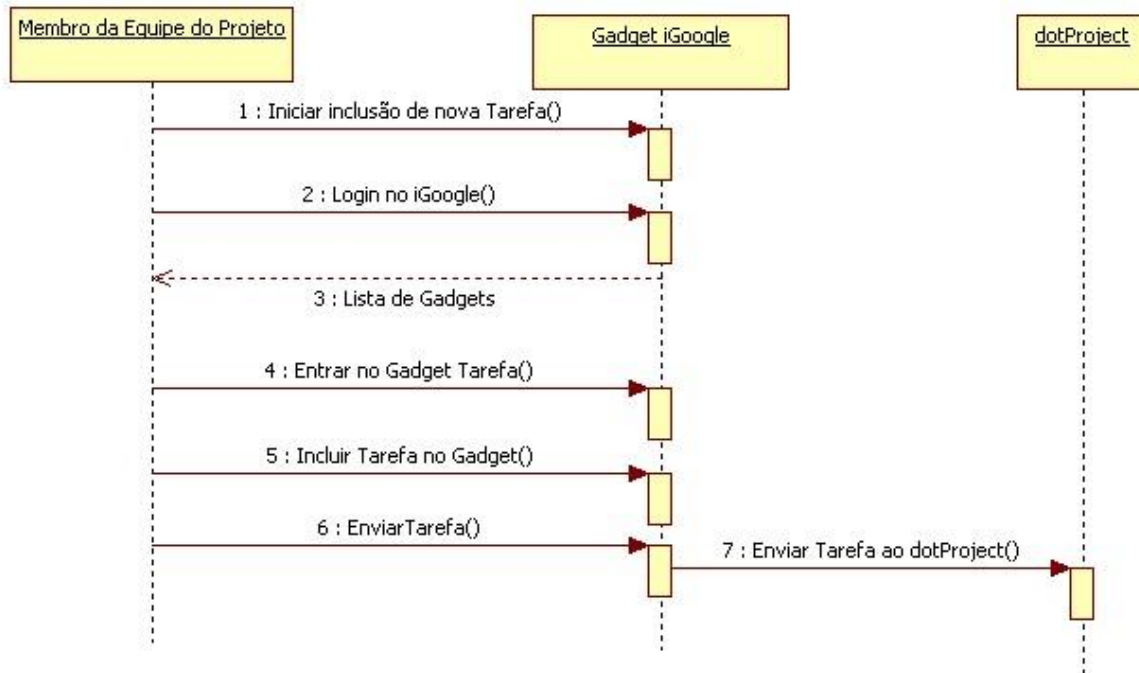 Membro da Equipe do Projeto
Gadget iGoogle
dotProject
1 : Iniciar inclusão de nova Tarefa()
2 : Login no iGoogle()
3 : Lista de Gadgets
4 : Entrar no Gadget Tarefa()
5 : Incluir Tarefa no Gadget()
6 : EnviarTarefa()
7 : Enviar Tarefa ao dotProject()